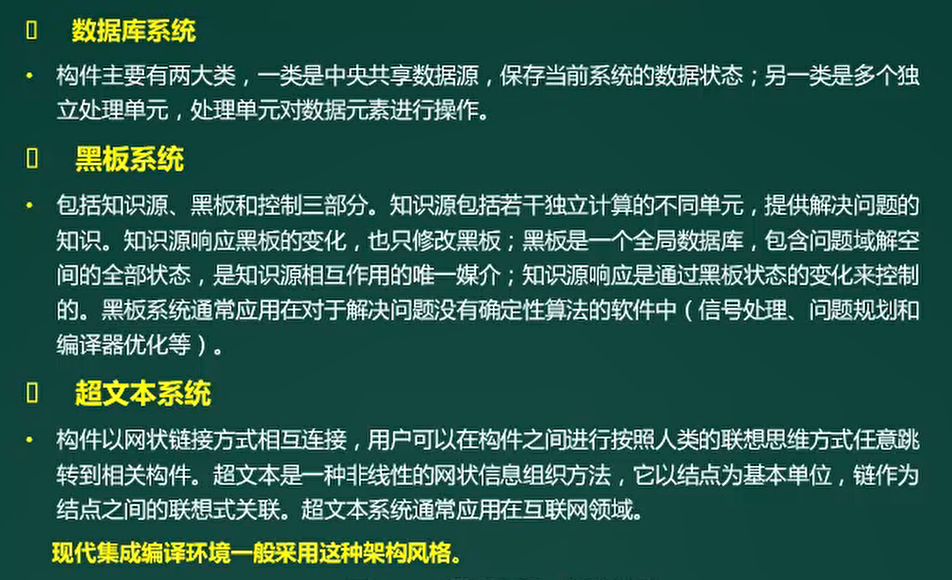 数据库系统
• 构件主要有两大类，一类是中央共享数据源，保存当前系统的数据状态；另一类是多个独
立处理单元，处理单元对数据元素进行操作。
黑板系统
• 包括知识源、黑板和控制三部分。知识源包括若干独立计算的不同单元，提供解决问题的
知识。知识源响应黑板的变化，也只修改黑板；黑板是一个全局数据库，包含问题域解空
间的全部状态，是知识源相互作用的唯一媒介；知识源响应是通过黑板状态的变化来控制
的。黑板系统通常应用在对于解决问题没有确定性算法的软件中（信号处理、问题规划和
编译器优化等）。
超文本系统
• 构件以网状链接方式相互连接，用户可以在构件之间进行按照人类的联想思维方式任意跳
转到相关构件。超文本是一种非线性的网状信息组织方法，它以结点为基本单位，链作为
结点之间的联想式关联。超文本系统通常应用在互联网领域。
现代集成编译环境一般采用这种架构风格。